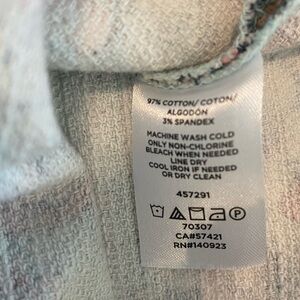 97% COTTON/ COTON/
ALGODÓN
3% SPANDEX
MACHINE WASH COLD
ONLY NON-CHLORINE
BLEACH WHEN NEEDED
LINE DRY
COOL IRON IF NEEDED
OR DRY CLEAN
457291
P
70307
CA#57421
RN#140923